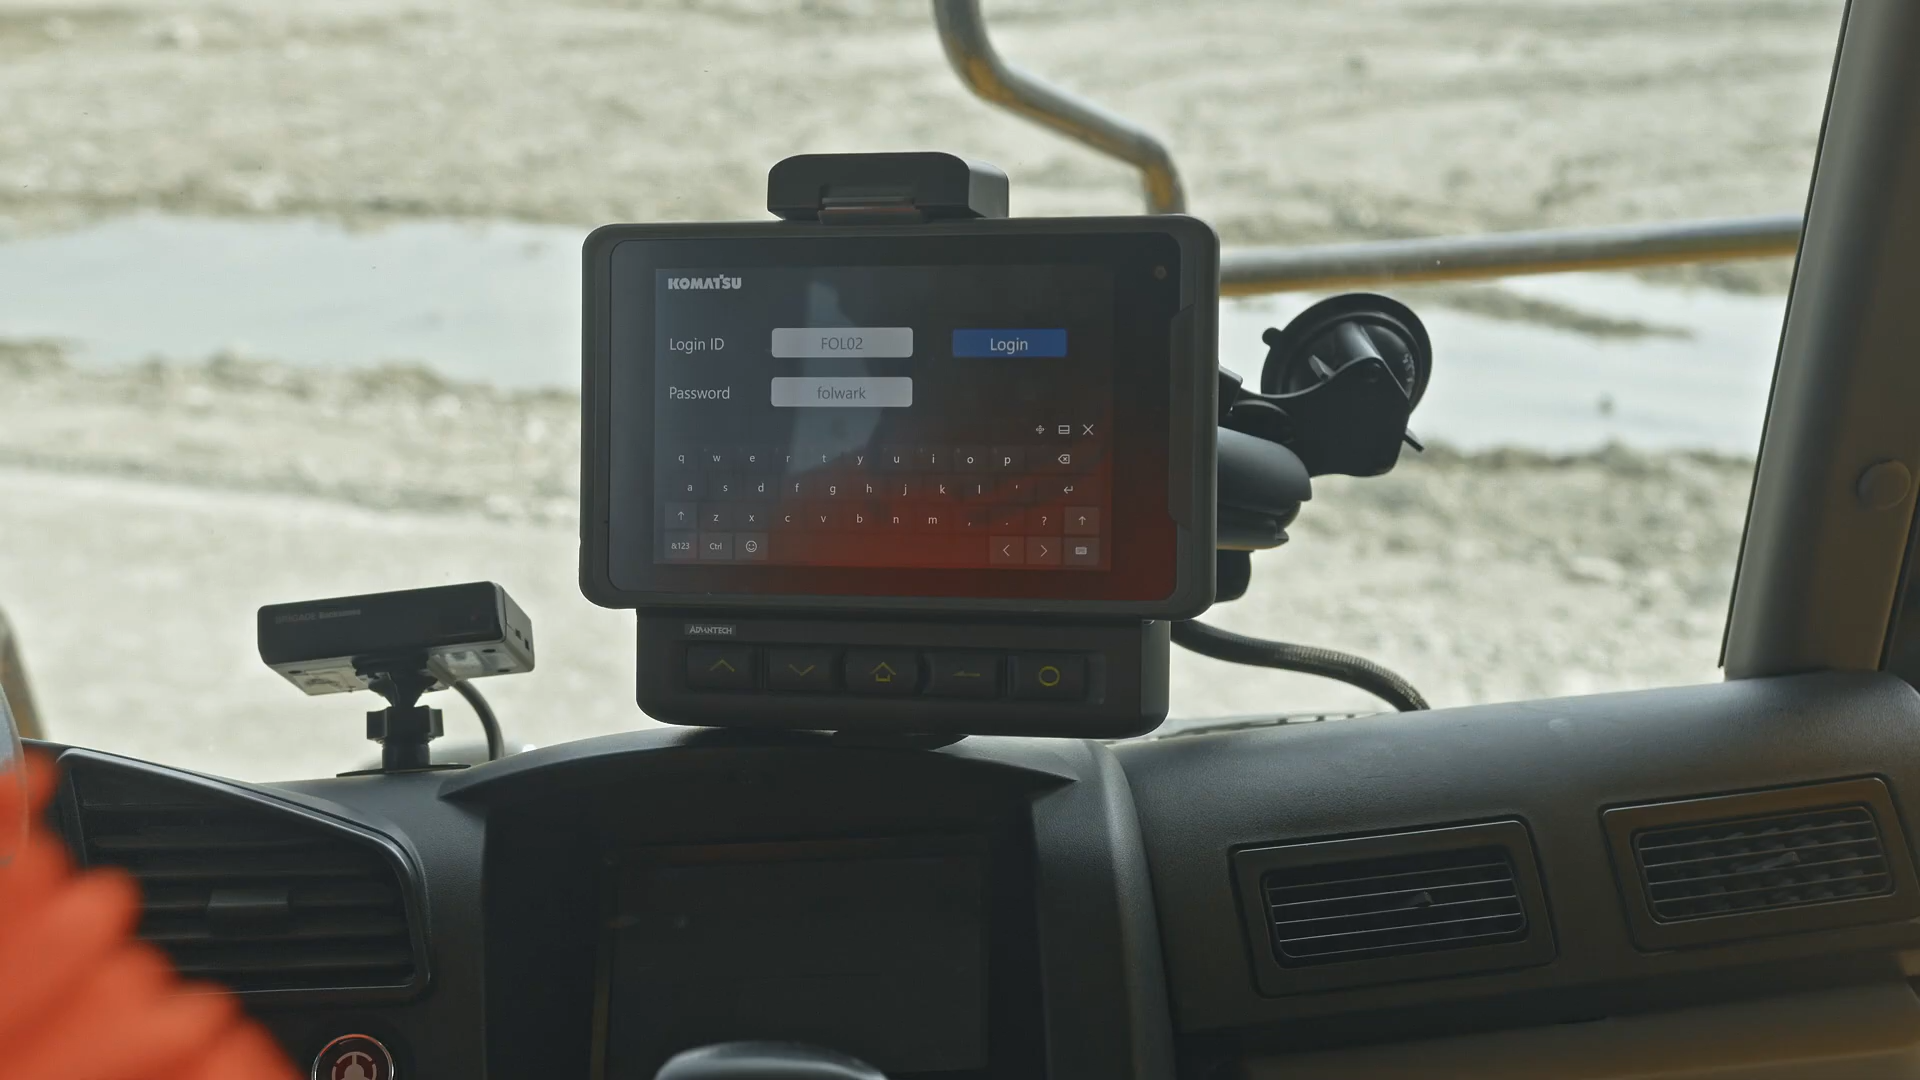 KOMATSU
Login ID
FOL02
Login
Password
folwark
q w e r t y u i o p
a s d f g h j k l '
z x c v b n m , . ?
&123 Ctrl
ADVANTECH